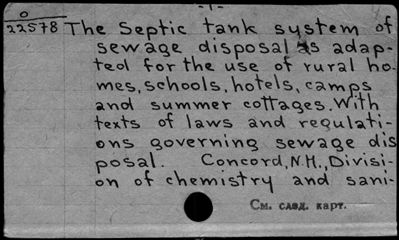 -1-
0
22578 The Septic tank system of
sewage disposal as adap-
ted for the use of rural ho-
mes, schools, hotels, camps
and summer cottages. With
texts of laws and regulati-
ons governing sewage dis
posal. Concord, N.H., Divisi-
on of chemistry and sani-
См. след. карт.